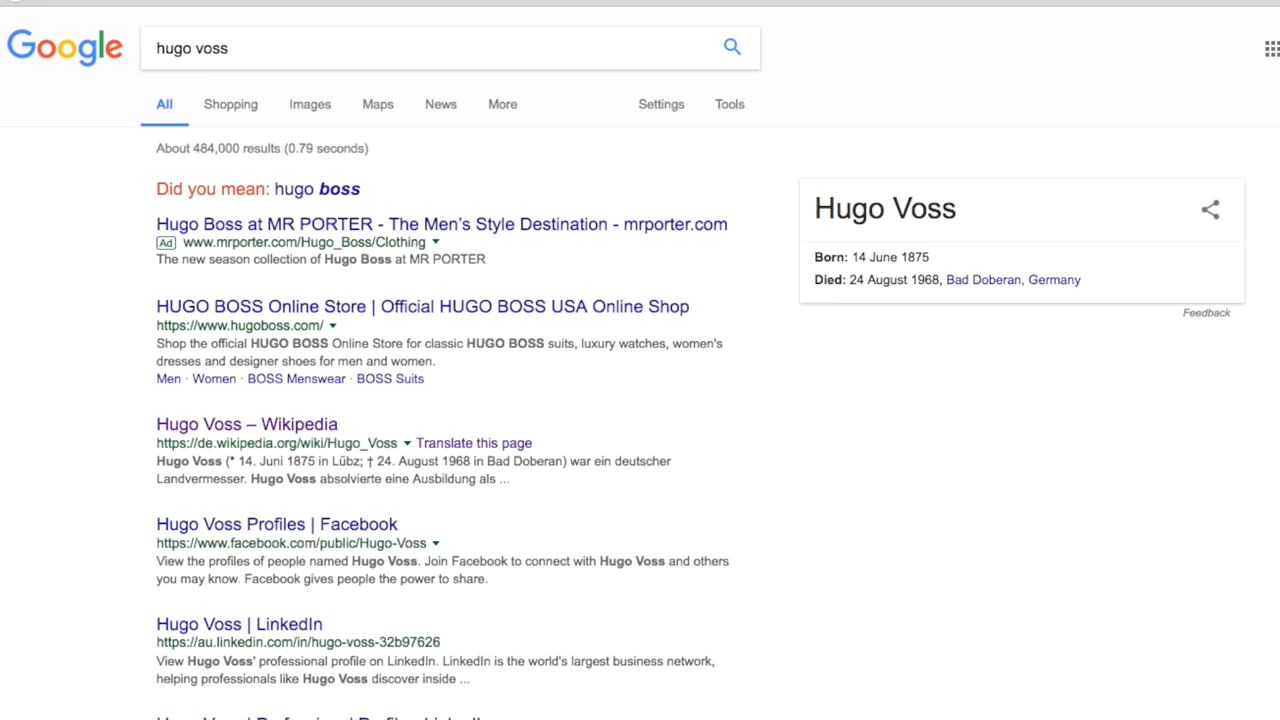 Google
hugo voss
All Shopping Images Maps News More Settings Tools
About 484,000 results (0.79 seconds)
Did you mean: hugo boss
Hugo Boss at MR PORTER - The Men's Style Destination - mrporter.com
Ad www.mrporter.com/Hugo_Boss/Clothing
The new season collection of Hugo Boss at MR PORTER
HUGO BOSS Online Store | Official HUGO BOSS USA Online Shop
https://www.hugoboss.com/
Shop the official HUGO BOSS Online Store for classic HUGO BOSS suits, luxury watches, women's
dresses and designer shoes for men and women.
Men · Women · BOSS Menswear · BOSS Suits
Hugo Voss – Wikipedia
https://de.wikipedia.org/wiki/Hugo_Voss Translate this page
Hugo Voss (* 14. Juni 1875 in Lübz; † 24. August 1968 in Bad Doberan) war ein deutscher
Landvermesser. Hugo Voss absolvierte eine Ausbildung als ...
Hugo Voss Profiles | Facebook
https://www.facebook.com/public/Hugo-Voss
View the profiles of people named Hugo Voss. Join Facebook to connect with Hugo Voss and others
you may know. Facebook gives people the power to share.
Hugo Voss | LinkedIn
https://au.linkedin.com/in/hugo-voss-32b97626
View Hugo Voss' professional profile on LinkedIn. LinkedIn is the world's largest business network,
helping professionals like Hugo Voss discover inside ...
Hugo Voss
Born: 14 June 1875
Died: 24 August 1968, Bad Doberan, Germany
Feedback